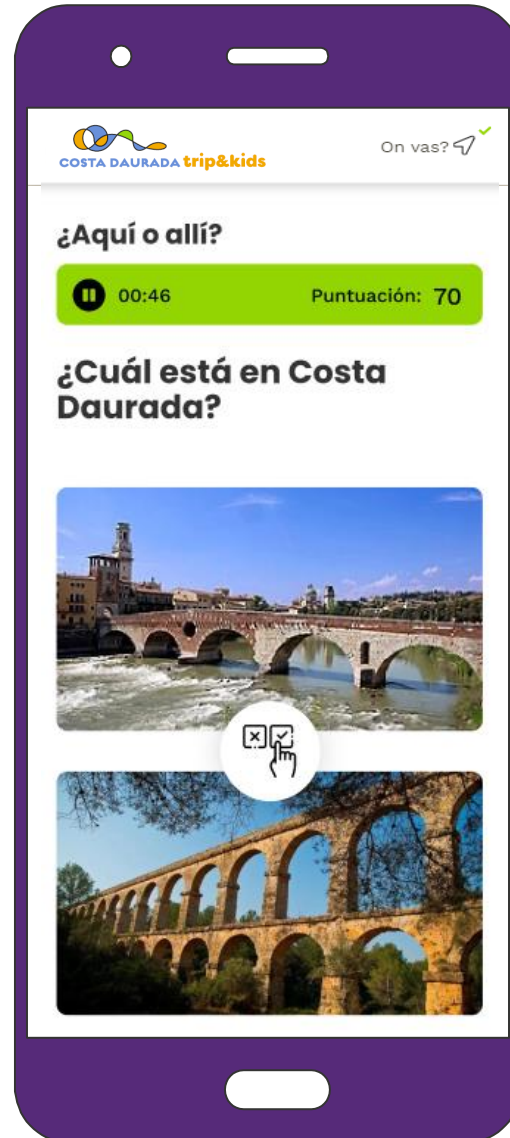 COSTA DAURADA trip&kids
On vas?
¿Aquí o allí?
00:46 Puntuación: 70
¿Cuál está en Costa
Daurada?